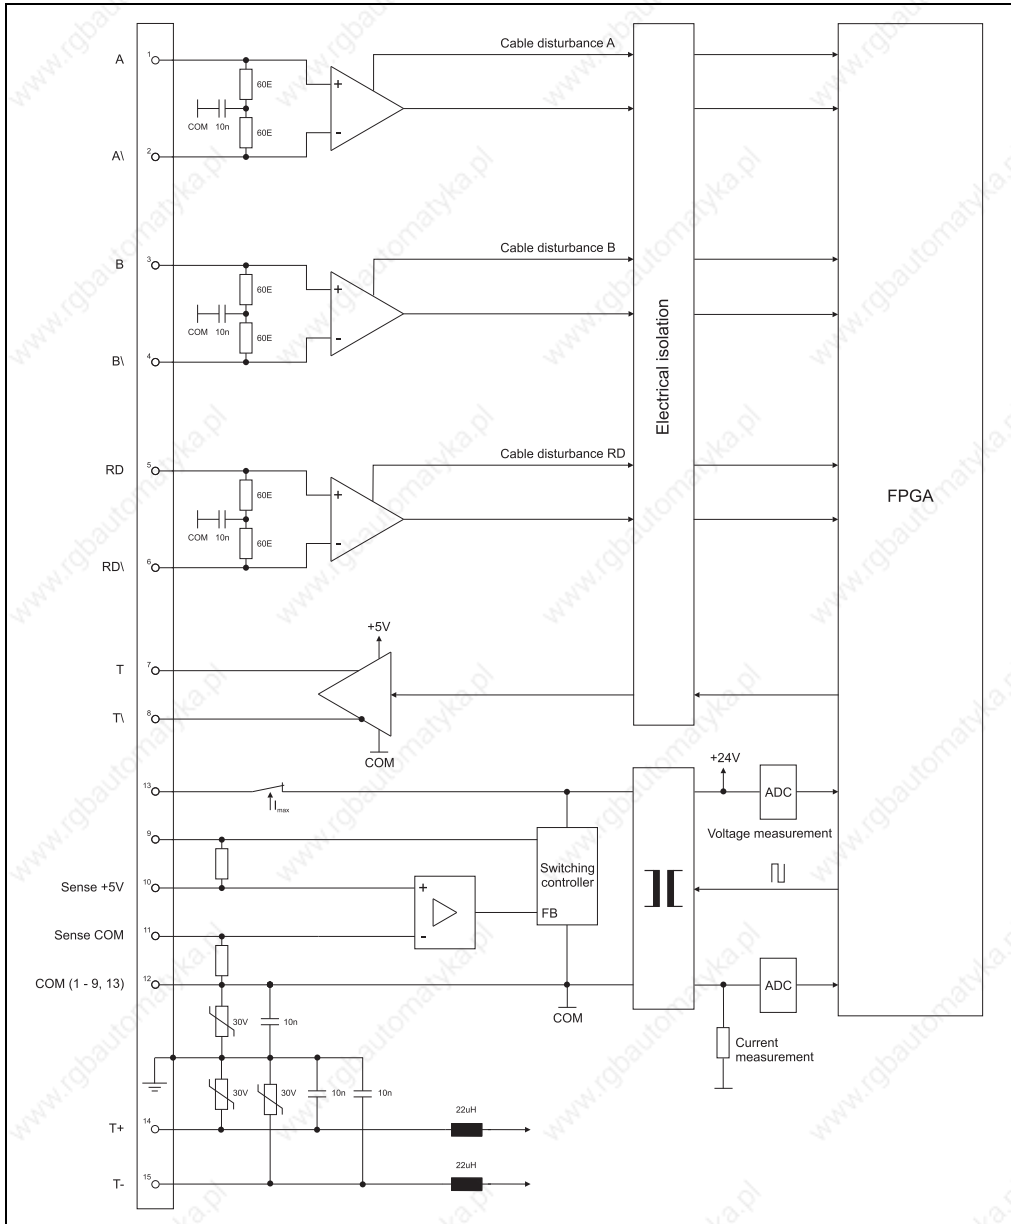 Cable disturbance A
A
1
+
60E
COM 10n
60E
-
A\
2
Cable disturbance B
B
3
+
60E
COM 10n
60E
-
B\
4
Electrical isolation
Cable disturbance RD
RD
5
+
60E
COM 10n
60E
-
RD\
6
FPGA
+5V
T
7
T\
8
COM
13
Imax
+24V
ADC
Voltage measurement
9
Switching
controller
FB
Sense +5V
10
+
Sense COM
11
-
COM (1 - 9, 13)
12
COM
ADC
30V
10n
Current
measurement
30V
30V
10n
10n
T+
14
22uH
T-
15
22uH
www.rgbautomatyka.pl